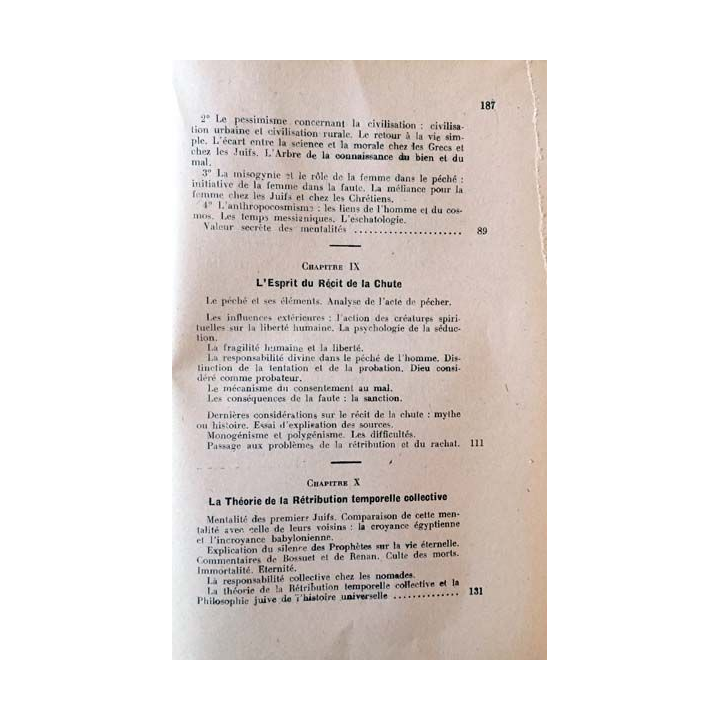 187
2° Le pessimisme concernant la civilisation : civilisa-
tion urbaine et civilisation rurale. Le retour à la vie sim-
ple. L'écart entre la science et la morale chez les Grecs et
chez les Juifs. L'Arbre de la connaissance du bien et du
mal.
3° La misogynie et le rôle de la femme dans le péché :
initiative de la femme dans la faute. La méfiance pour la
femme chez les Juifs et chez les Chrétiens.
4° L'anthropocosmisme : les liens de l'homme et du cos-
mos. Les temps messianiques. L'eschatologie.
Valeur secrète des mentalités ..................... 89
CHAPITRE IX
L'Esprit du Récit de la Chute
Le péché et ses éléments. Analyse de l'acte de pécher.
Les influences extérieures : l'action des créatures spiri-
tuelles sur la liberté humaine. La psychologie de la séduc-
tion.
La fragilité humaine et la liberté.
La responsabilité divine dans le péché de l'homme. Dis-
tinction de la tentation et de la probation. Dieu consi-
déré comme probateur.
Le mécanisme du consentement au mal.
Les conséquences de la faute : la sanction.
Dernières considérations sur le récit de la chute : mythe
ou histoire. Essai d'explication des sources.
Monogénisme et polygénisme. Les difficultés.
Passage aux problèmes de la rétribution et du rachat. 111
CHAPITRE X
La Théorie de la Rétribution temporelle collective
Mentalité des premier Juifs. Comparaison de cette men-
talité avec celle de leurs voisins : la croyance égyptienne
et l'incroyance babylonienne.
Explication du silence des Prophètes sur la vie éternelle.
Commentaires de Bossuet et de Renan. Culte des morts.
Immortalité. Eternité.
La responsabilité collective chez les nomades.
La théorie de la Rétribution temporelle collective et la
Philosophie juive de l'histoire universelle ............. 131